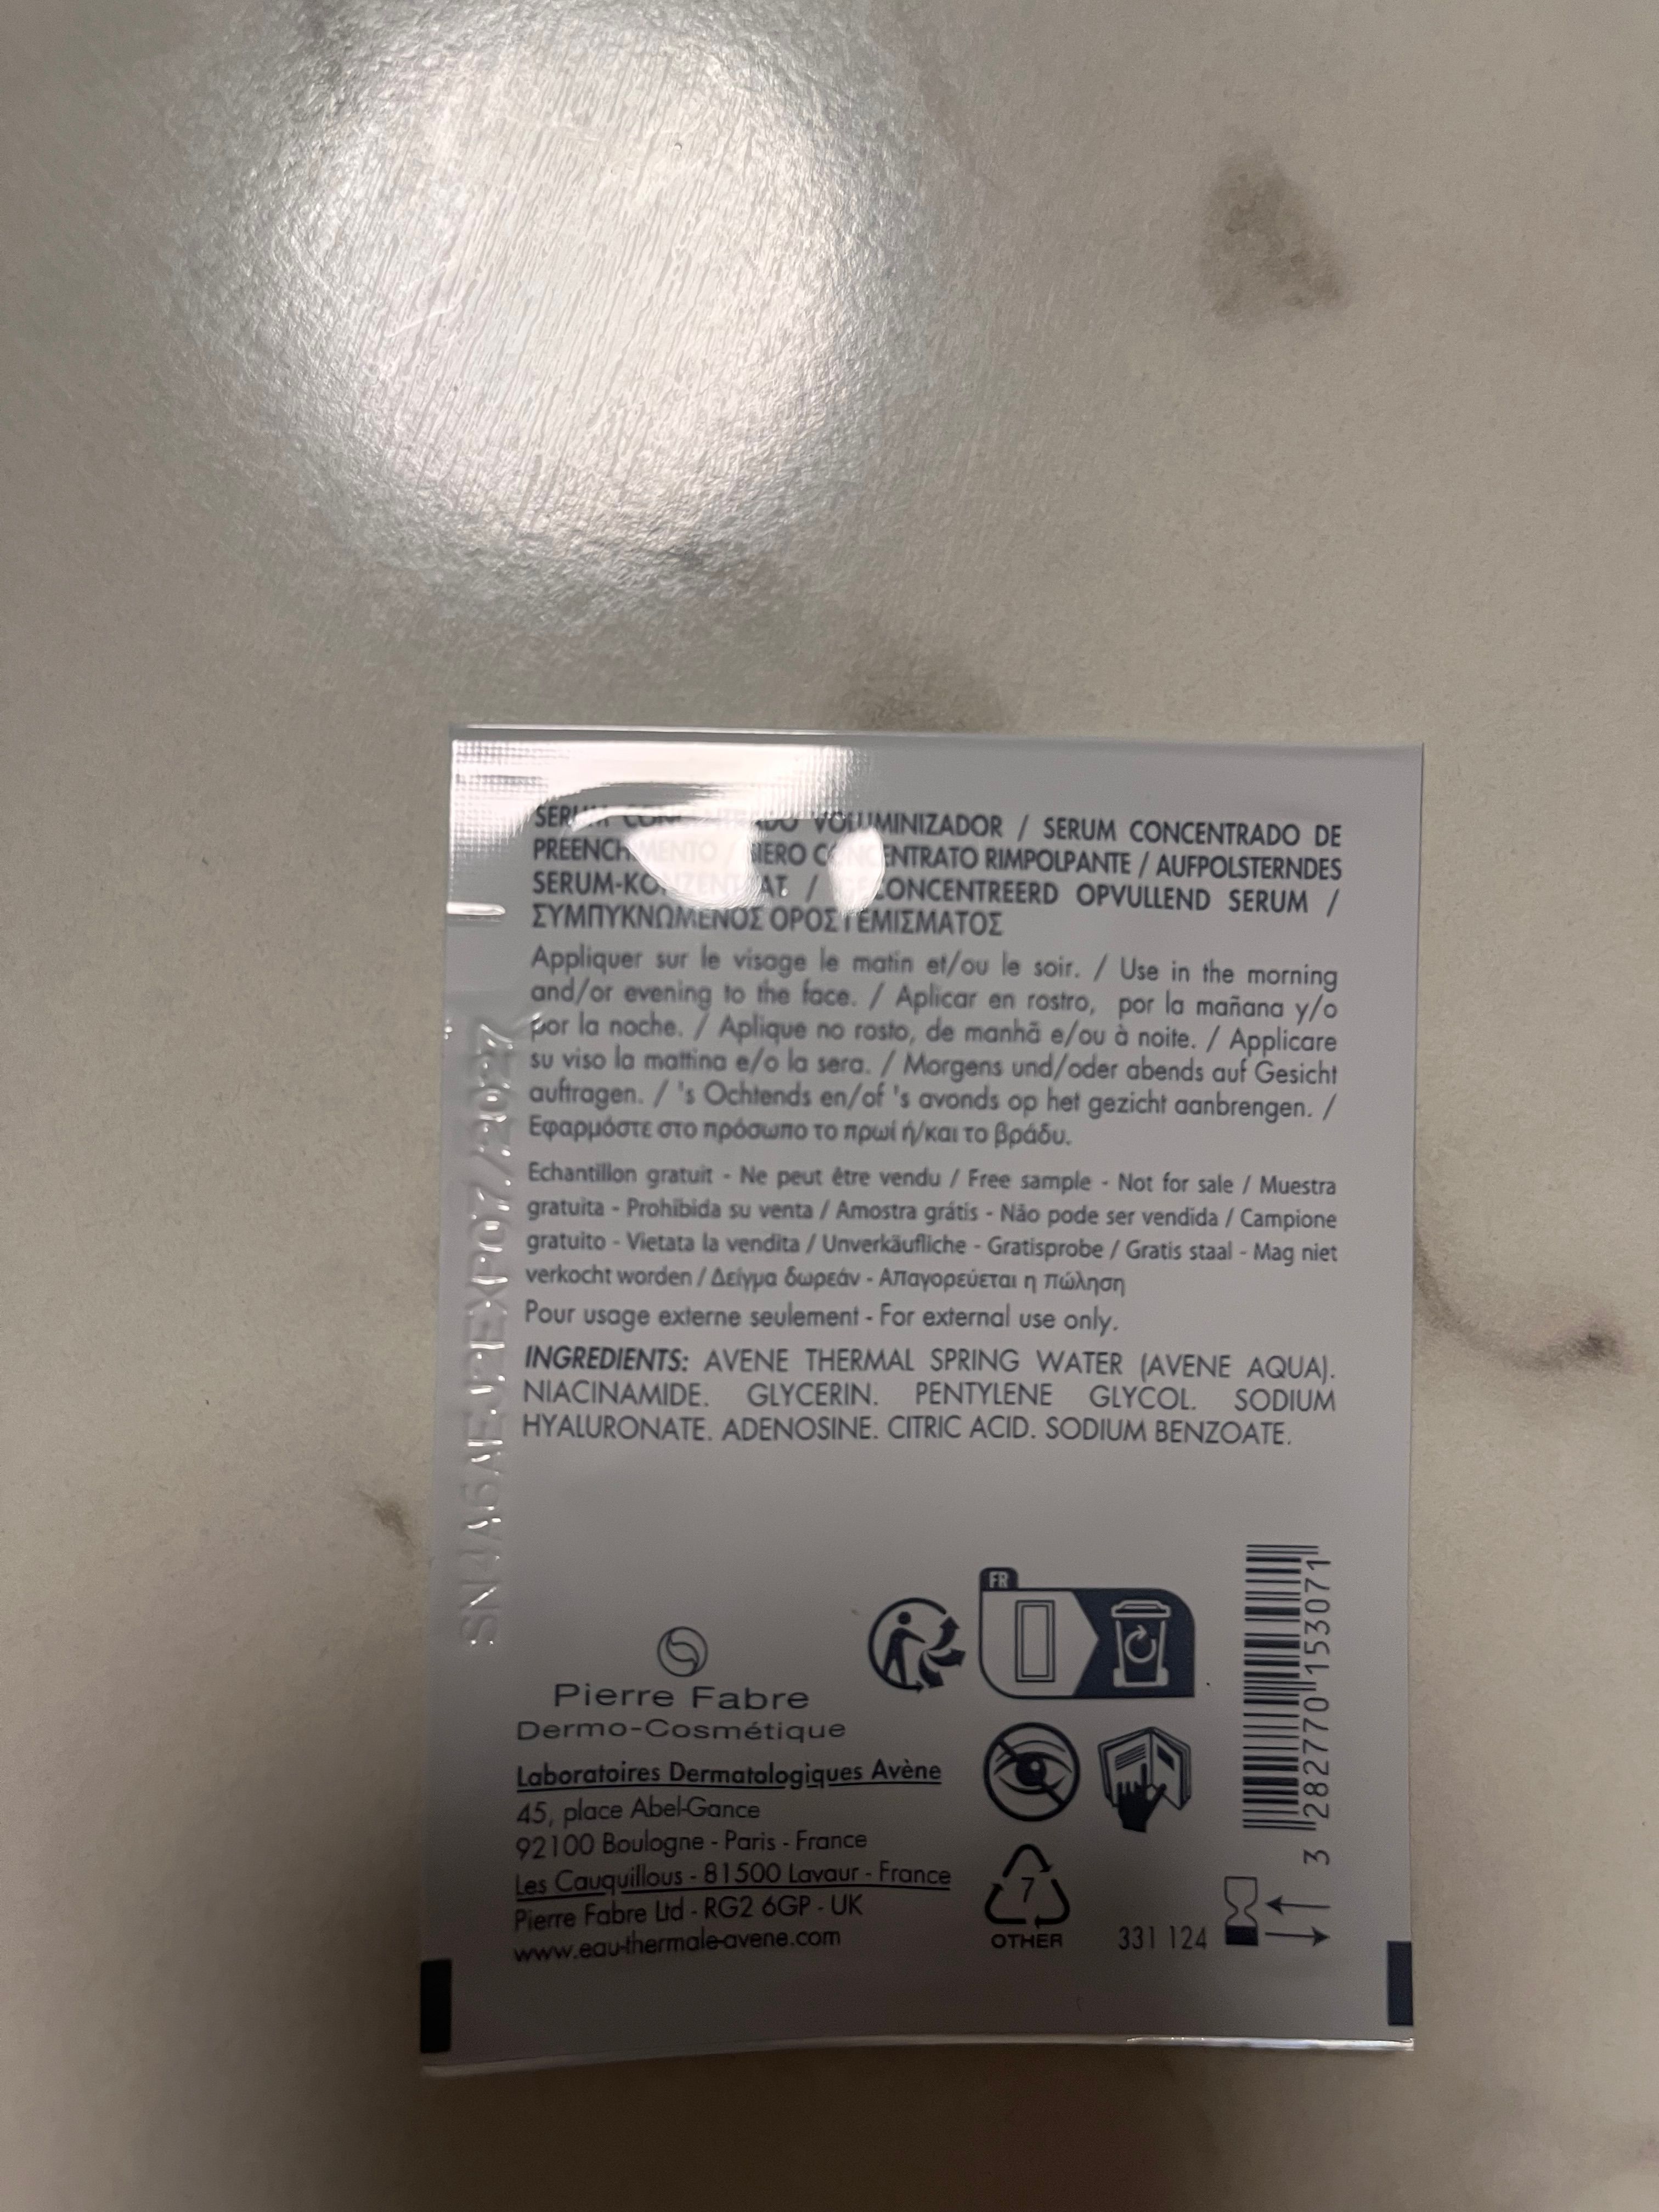 VOLUMINIZADOR / SERUM CONCENTRADO DE
PREENCHIMENTO / SIERO CONCENTRATO RIMPOLPANTE / AUFPOLSTERNDES
SERUM-KONZENTRAT / GECONCENTREERD OPVULLEND SERUM /
ΣΥΜΠΥΚΝΩΜΕΝΟΣ ΟΡΟΣ ΓΕΜΙΣΜΑΤΟΣ
Appliquer sur le visage le matin et/ou le soir. / Use in the morning
and/or evening to the face. / Aplicar en rostro, por la mañana y/o
por la noche. / Aplique no rosto, de manhã e/ou à noite. / Applicare
su viso la mattina e/o la sera. / Morgens und/oder abends auf Gesicht
auftragen. / 's Ochtends en/of 's avonds op het gezicht aanbrengen. /
Εφαρμόστε στο πρόσωπο το πρωί ή/και το βράδυ.
Echantillon gratuit - Ne peut être vendu / Free sample - Not for sale / Muestra
gratuita - Prohibida su venta / Amostra grátis - Não pode ser vendida / Campione
gratuito - Vietata la vendita / Unverkäufliche - Gratisprobe / Gratis staal - Mag niet
verkocht worden / Δείγμα δωρεάν - Απαγορεύεται η πώληση
Pour usage externe seulement - For external use only.
INGREDIENTS: AVENE THERMAL SPRING WATER (AVENE AQUA).
NIACINAMIDE. GLYCERIN. PENTYLENE GLYCOL. SODIUM
HYALURONATE. ADENOSINE. CITRIC ACID. SODIUM BENZOATE.
EXP07/2027
FR
Pierre Fabre
Dermo-Cosmétique
Laboratoires Dermatologiques Avène
45, place Abel-Gance
92100 Boulogne - Paris - France
Les Cauquillous - 81500 Lavaur - France
Pierre Fabre Ltd - RG2 6GP - UK
www.eau-thermale-avene.com
7
OTHER
331 124
3 282770 153071